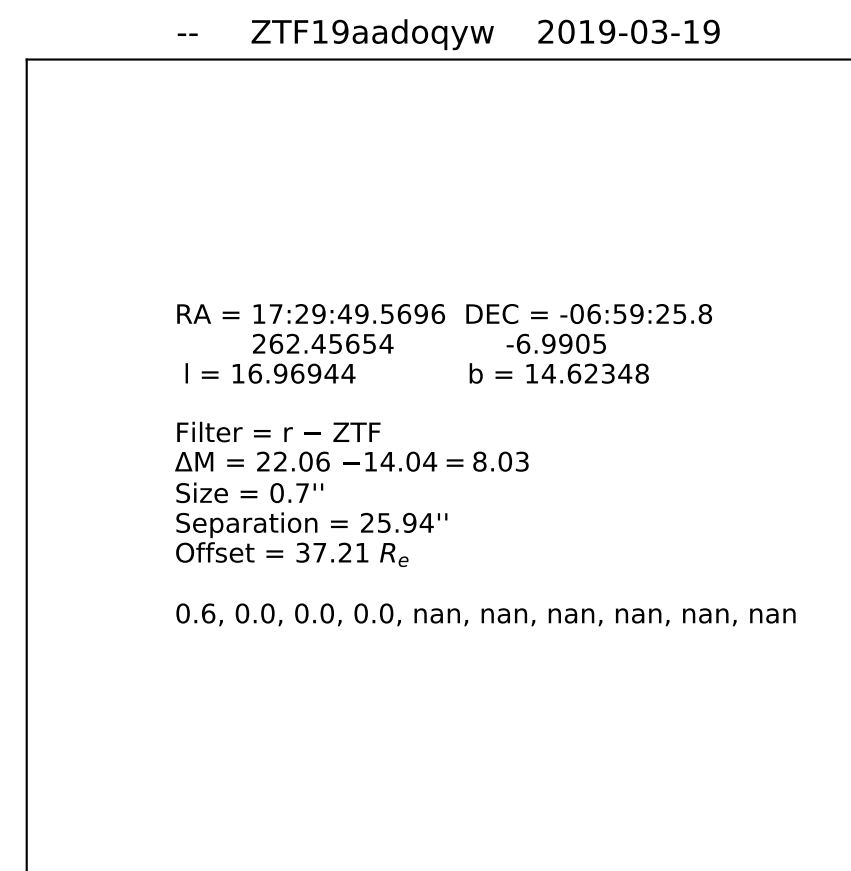 -- ZTF19aadoqyw 2019-03-19
RA = 17:29:49.5696 DEC = -06:59:25.8
262.45654 -6.9905
l = 16.96944 b = 14.62348
Filter = r − ZTF
ΔM = 22.06 −14.04 = 8.03
Size = 0.7''
Separation = 25.94''
Offset = 37.21 Re
0.6, 0.0, 0.0, 0.0, nan, nan, nan, nan, nan, nan